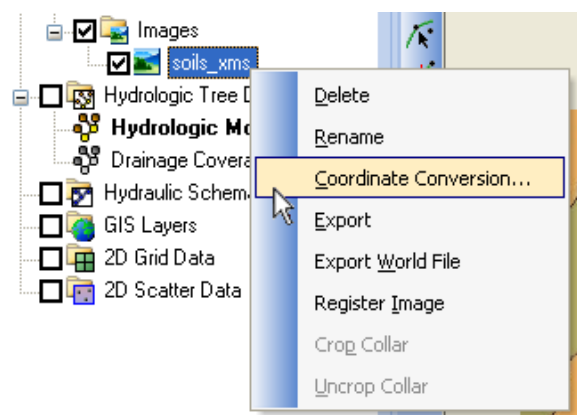 Images
soils_xms
Hydrologic Tree D
Hydrologic Mo
Drainage Covera
Hydraulic Schema
GIS Layers
2D Grid Data
2D Scatter Data
Delete
Rename
Coordinate Conversion...
Export
Export World File
Register Image
Crop Collar
Uncrop Collar